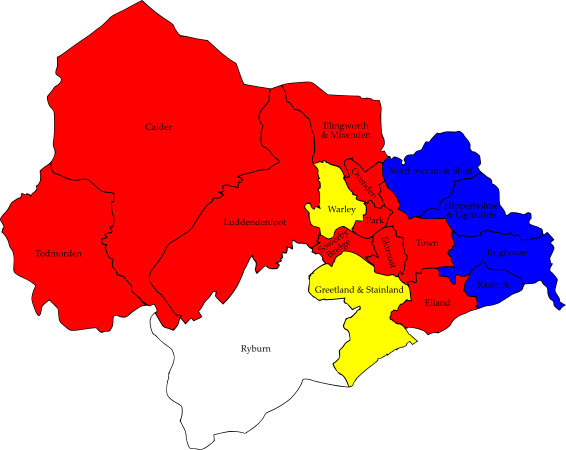 Calder
Illingworth
& Mixenden
Ovenden
Northowram & Shelf
Warley
Park
Hipperholme
& Lightcliffe
Luddendenfoot
Todmorden
Sowerby
Bridge
Skircoat
Town
Brighouse
Rastrick
Greetland & Stainland
Elland
Ryburn